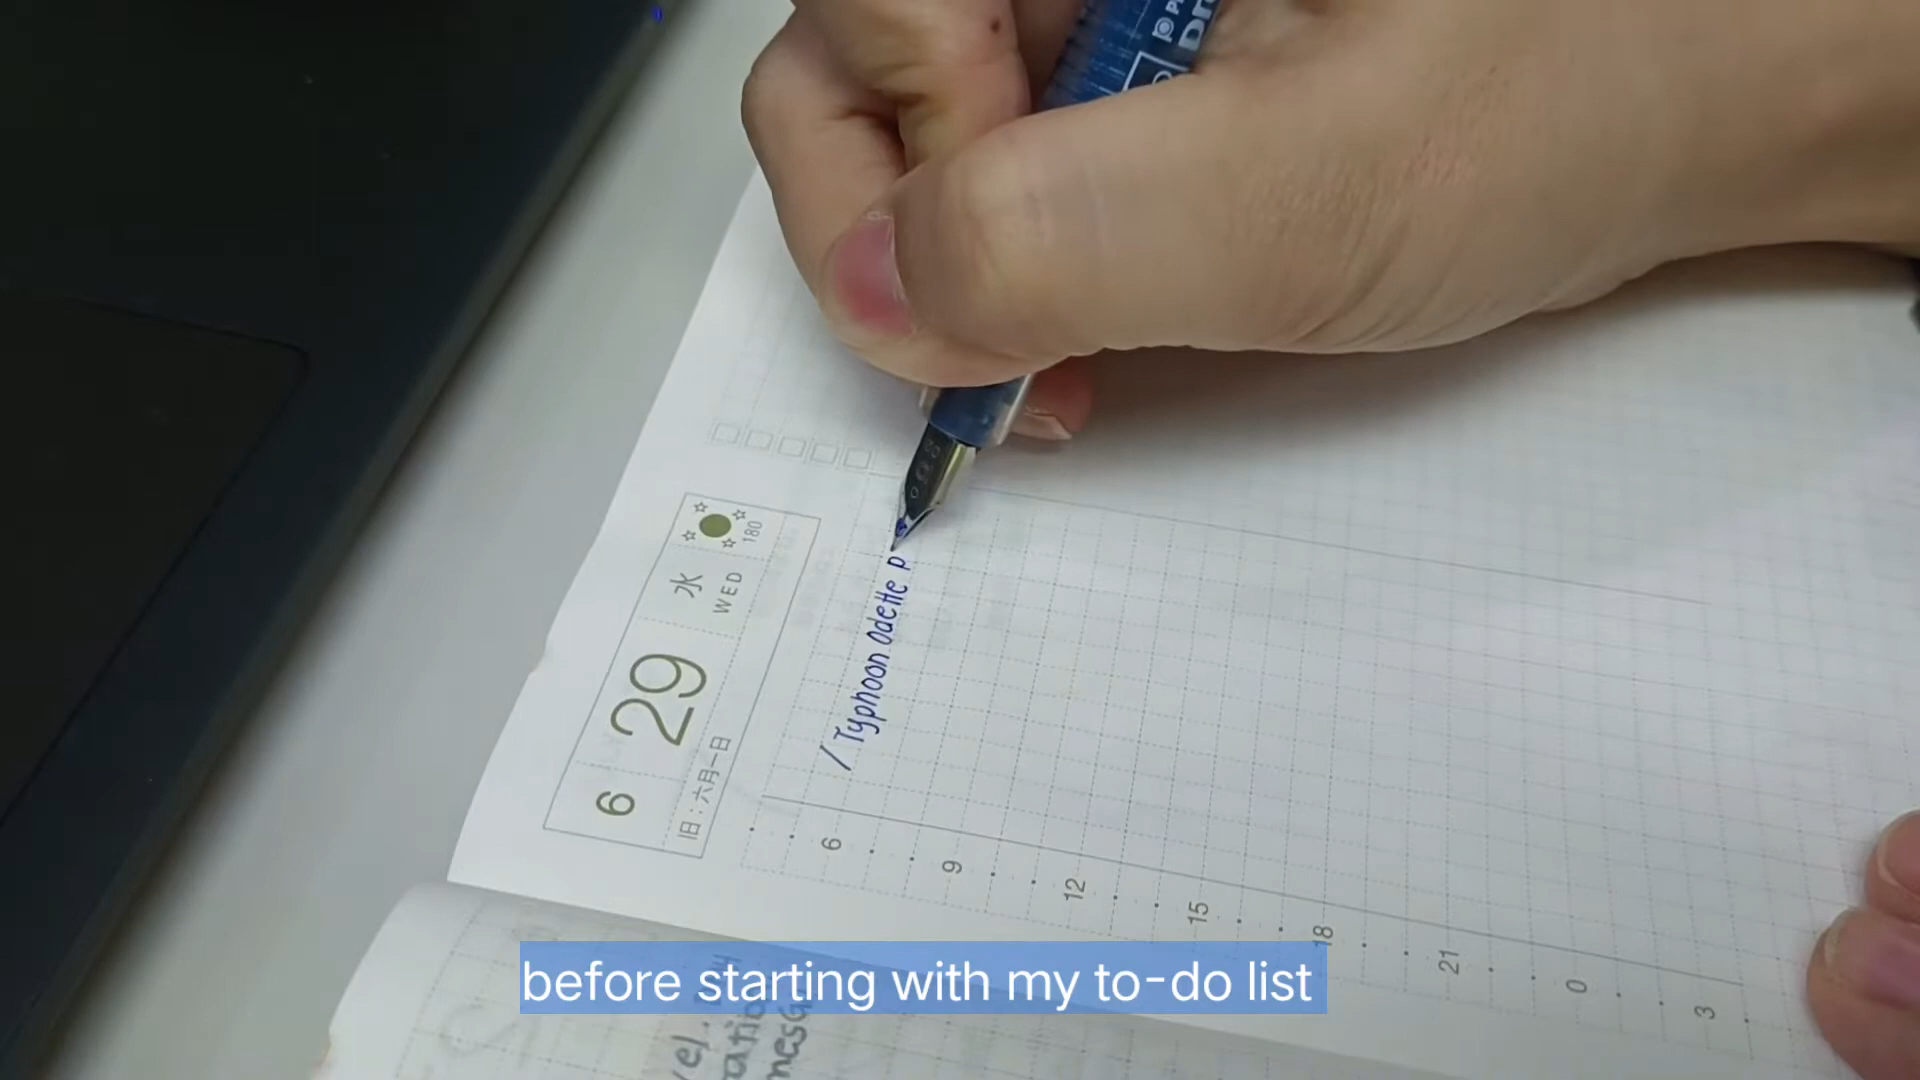 6 29 水 WED 180
旧:六月一日
/ Typhoon Odette p
6
9
12
15
18
21
0
3
before starting with my to-do list